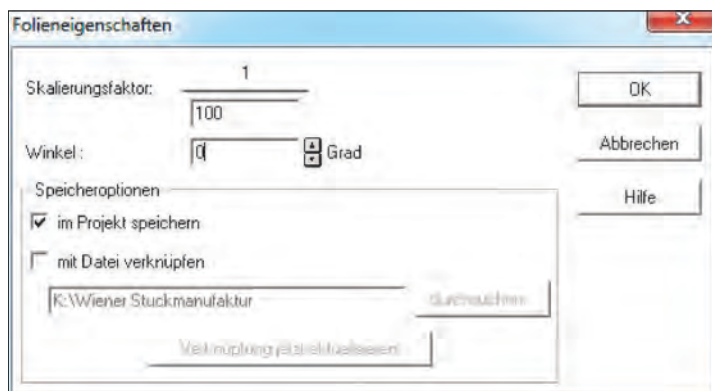 Folieneigenschaften
1
Skalierungsfaktor:
100
OK
Winkel :
0
Grad
Abbrechen
Speicheroptionen
Hilfe
im Projekt speichern
mit Datei verknüpfen
K:\Wiener Stuckmanufaktur
durchsuchen
Verknüpfung jetzt aktualisieren